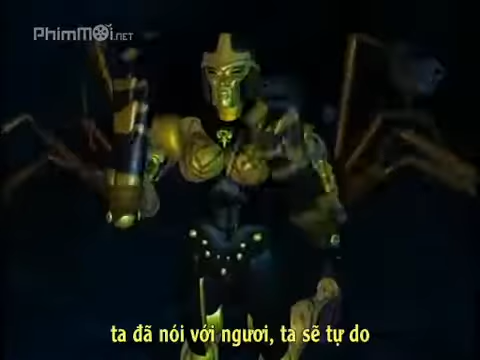 PhimMoi.NET
ta đã nói với ngươi, ta sẽ tự do